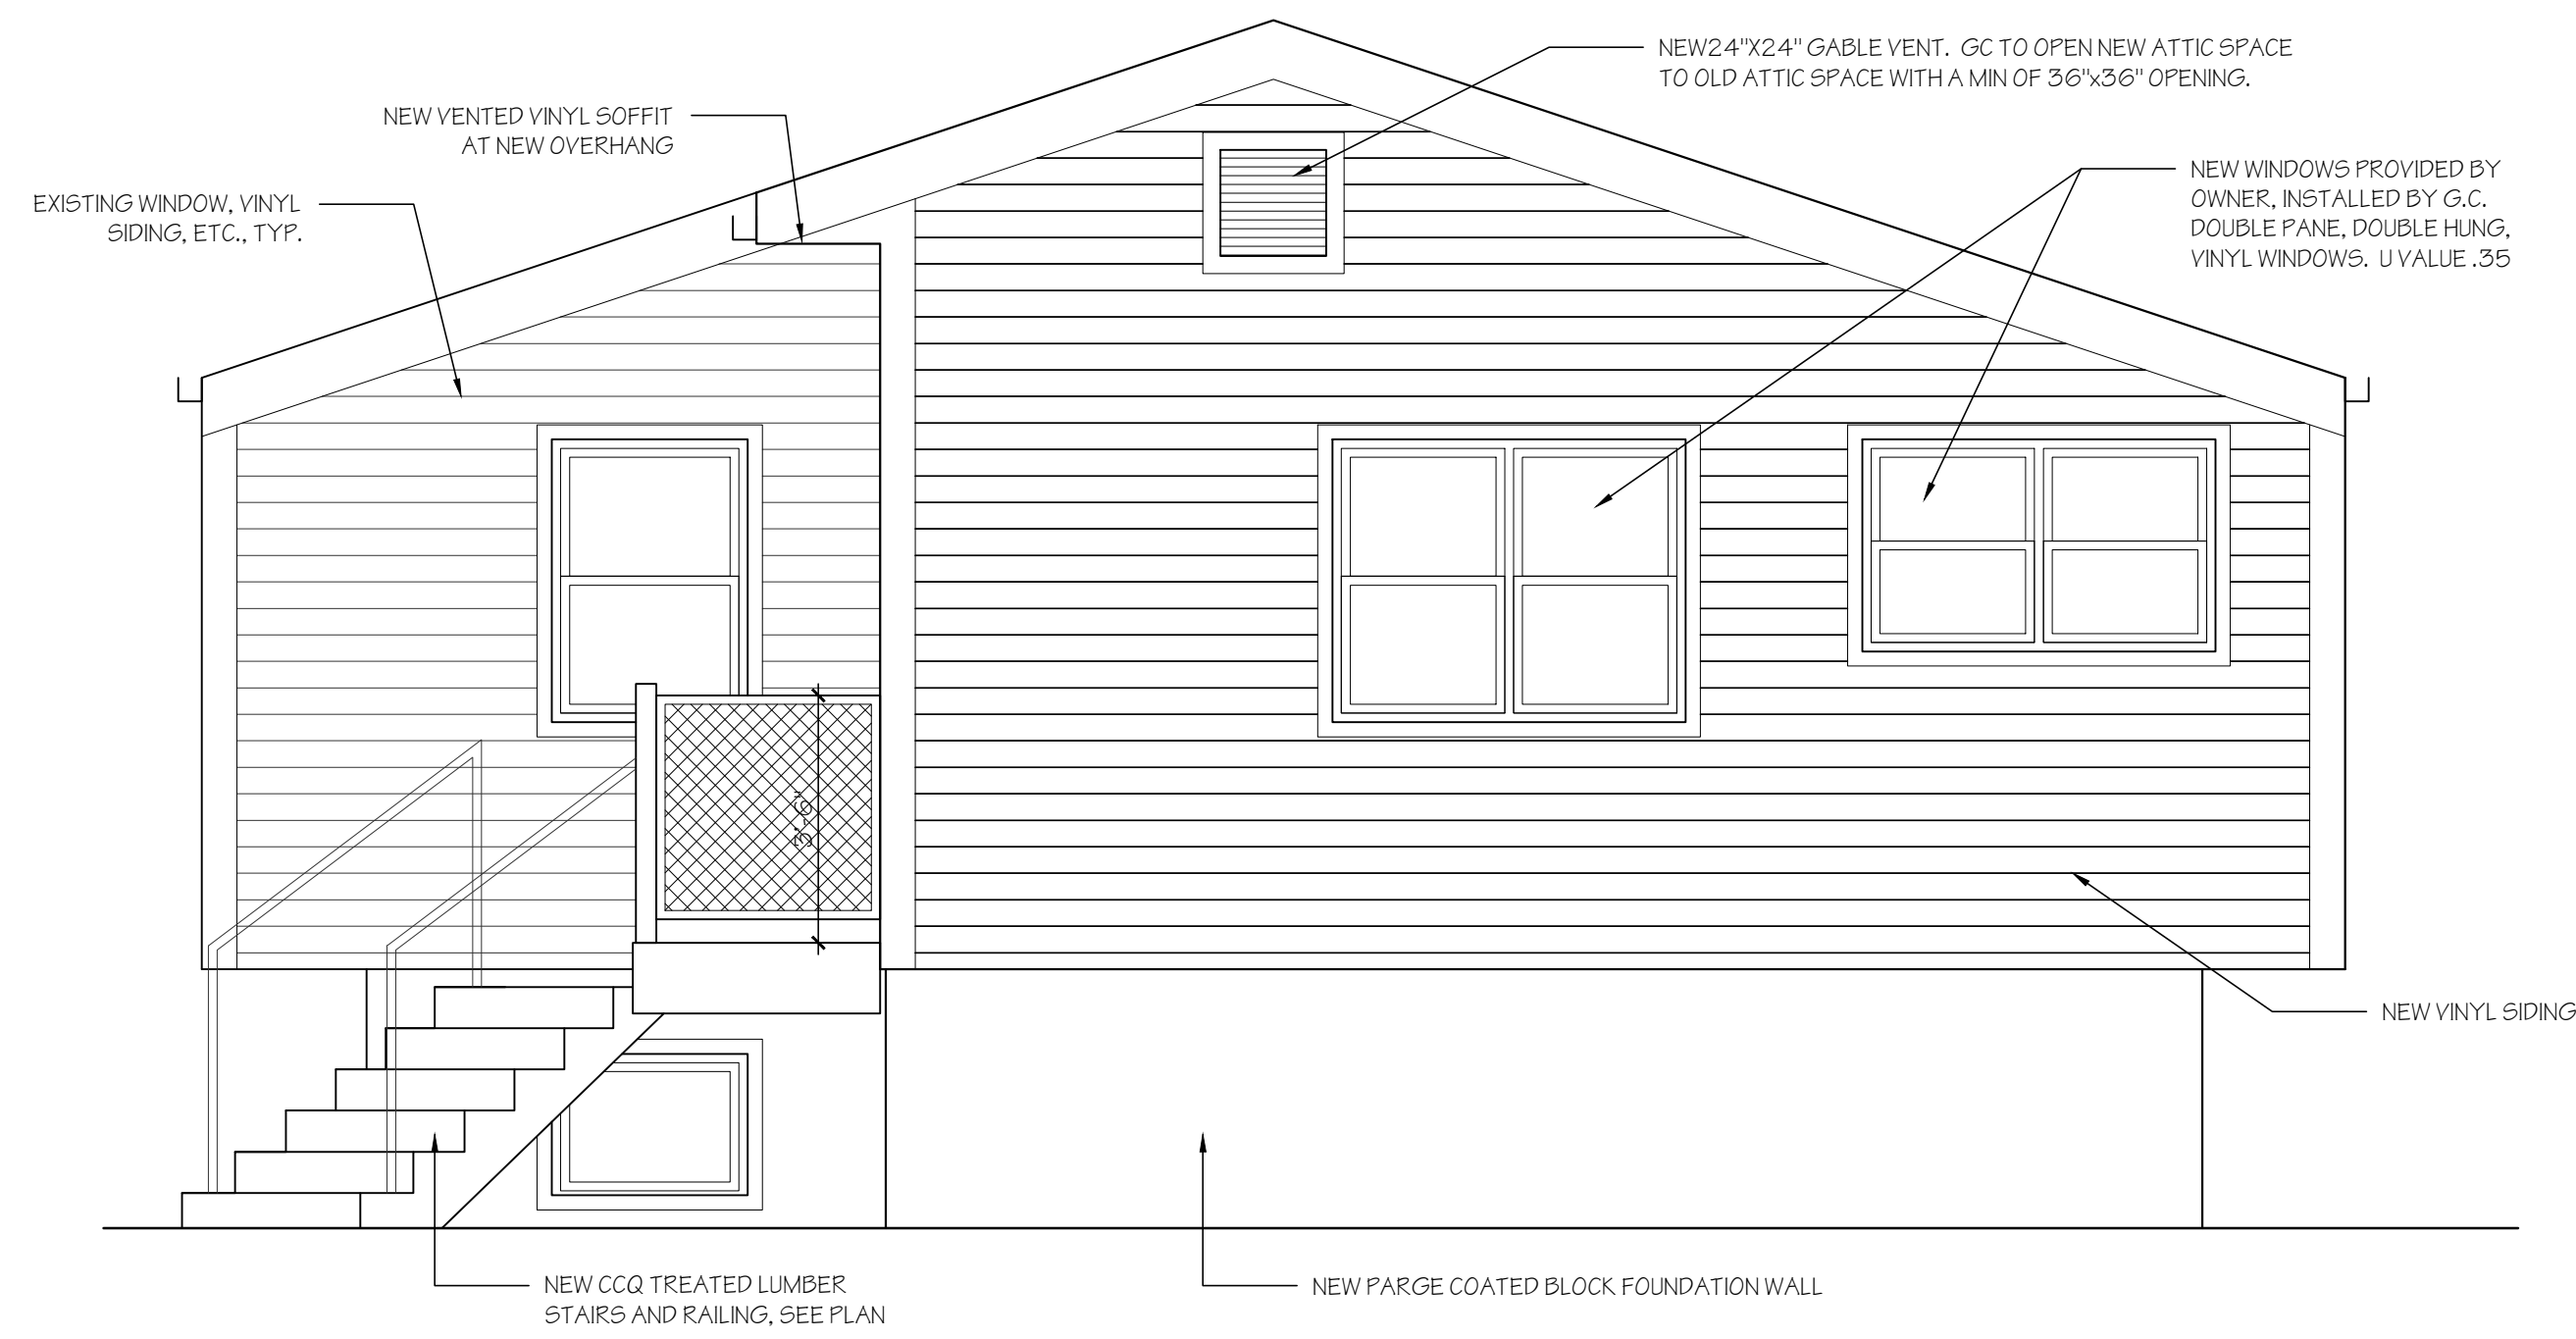 NEW24"X24" GABLE VENT. GC TO OPEN NEW ATTIC SPACE
TO OLD ATTIC SPACE WITH A MIN OF 36"x36" OPENING.
NEW VENTED VINYL SOFFIT
AT NEW OVERHANG
EXISTING WINDOW, VINYL
SIDING, ETC., TYP.
NEW WINDOWS PROVIDED BY
OWNER, INSTALLED BY G.C.
DOUBLE PANE, DOUBLE HUNG,
VINYL WINDOWS. U VALUE .35
3'-6"
NEW VINYL SIDING
NEW CCQ TREATED LUMBER
STAIRS AND RAILING, SEE PLAN
NEW PARGE COATED BLOCK FOUNDATION WALL